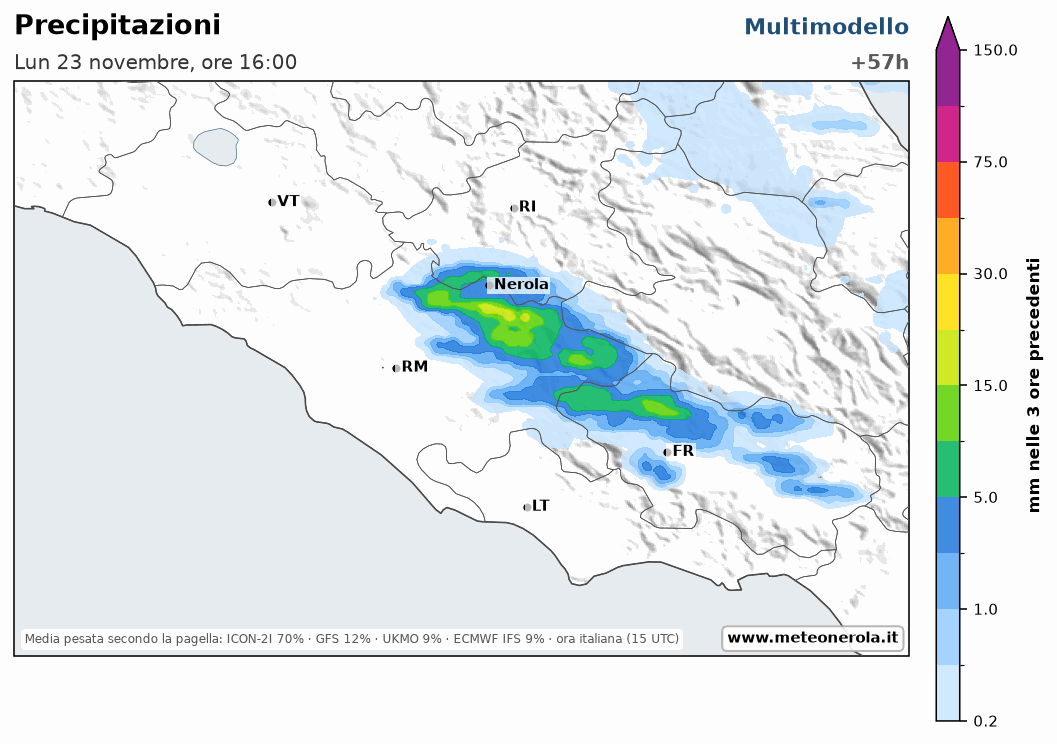 Precipitazioni
Multimodello
Lun 23 novembre, ore 16:00
+57h
150.0
75.0
30.0
15.0
5.0
1.0
0.2
mm nelle 3 ore precedenti
VT
RI
Nerola
RM
FR
LT
Media pesata secondo la pagella: ICON-2I 70% · GFS 12% · UKMO 9% · ECMWF IFS 9% · ora italiana (15 UTC)
www.meteonerola.it